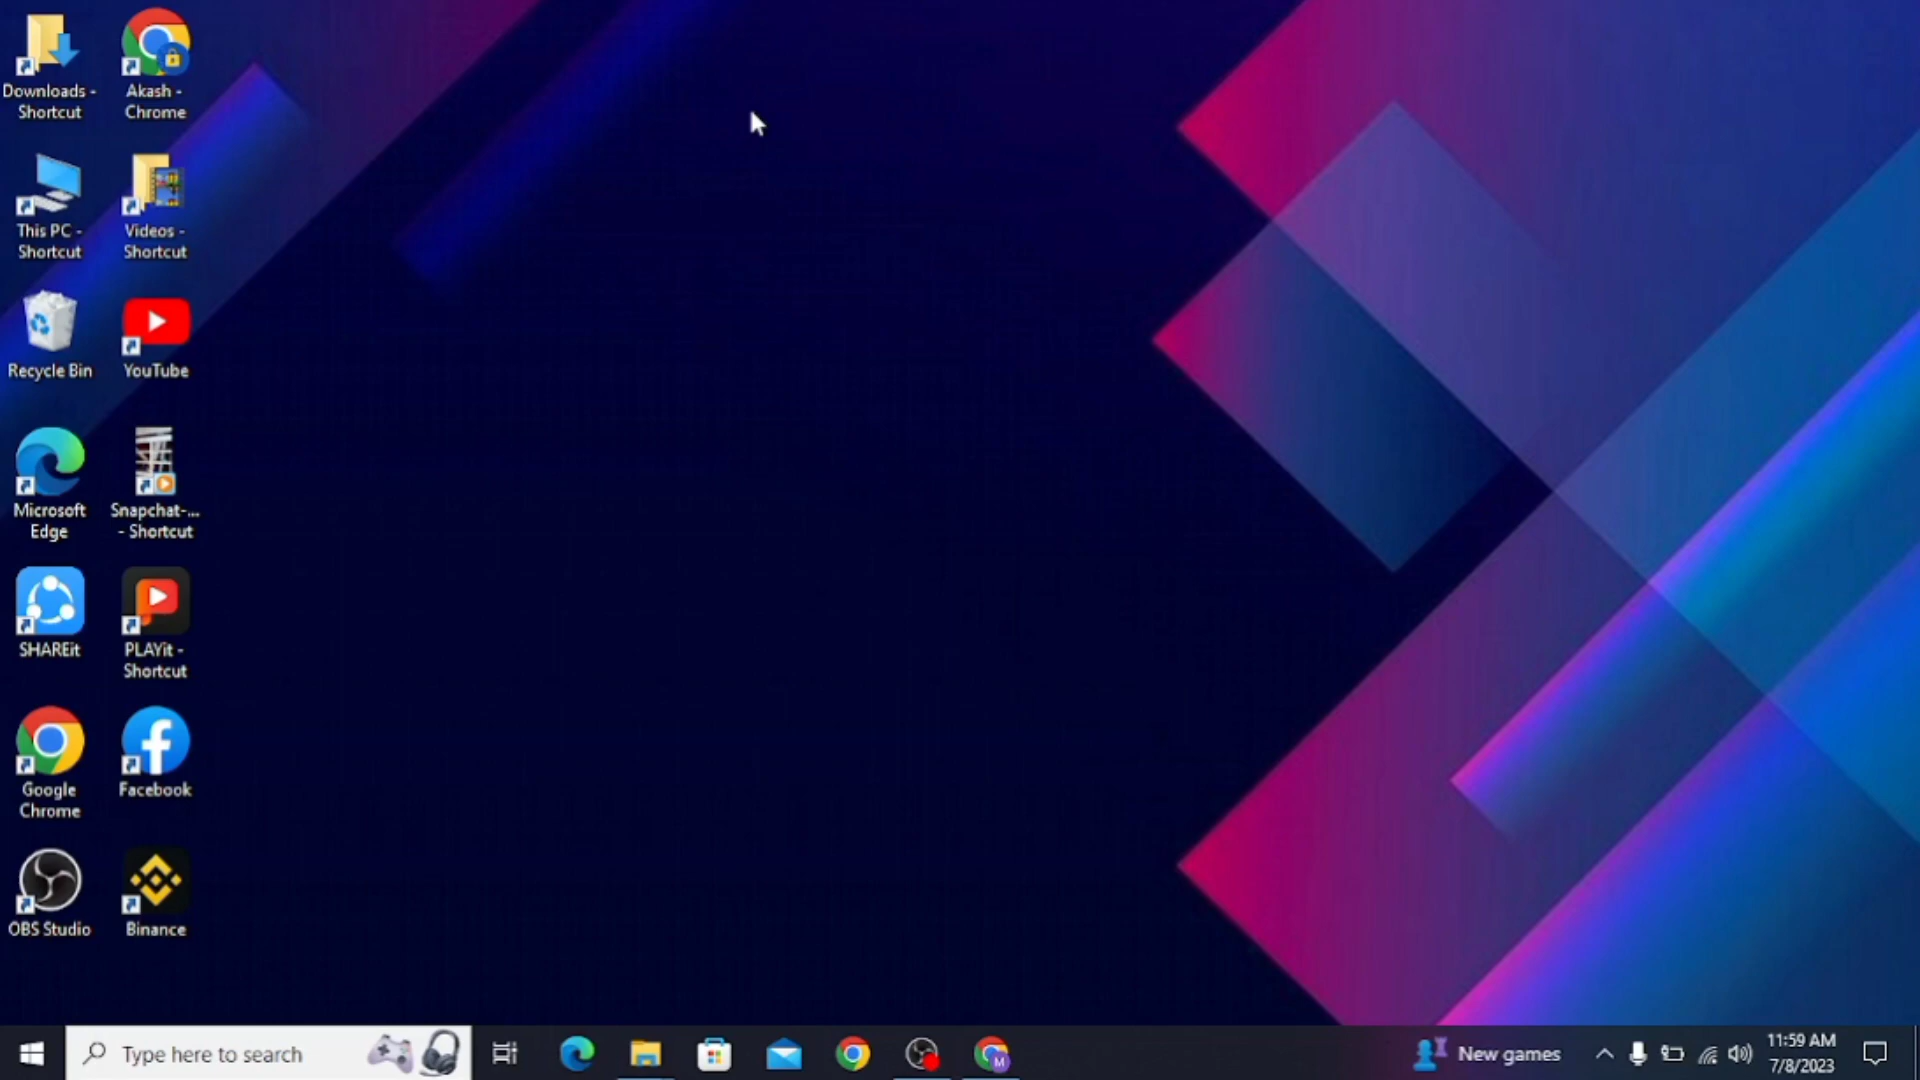 Downloads -
Shortcut
Akash -
Chrome
This PC -
Shortcut
Videos -
Shortcut
Recycle Bin
YouTube
Microsoft
Edge
Snapchat-...
- Shortcut
SHAREit
PLAYit -
Shortcut
Google
Chrome
Facebook
OBS Studio
Binance
Type here to search
M
New games
11:59 AM
7/8/2023